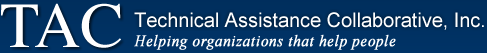 TAC Technical Assistance Collaborative, Inc.
Helping organizations that help people